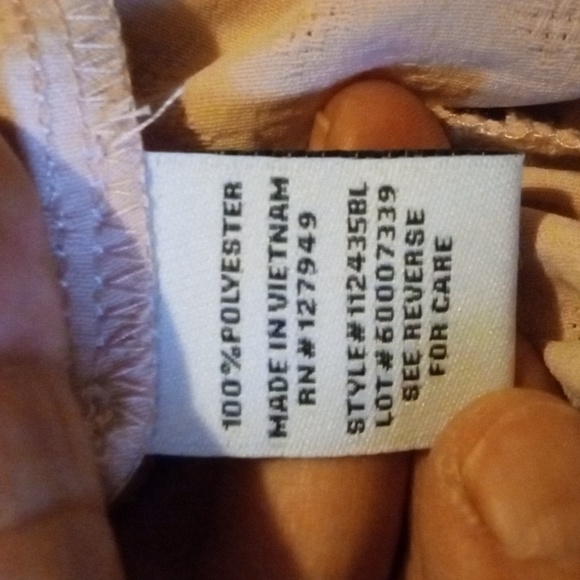 100%POLYESTER
MADE IN VIETNAM
RN#127949
STYLE#112435BL
LOT#60007339
SEE REVERSE
FOR CARE